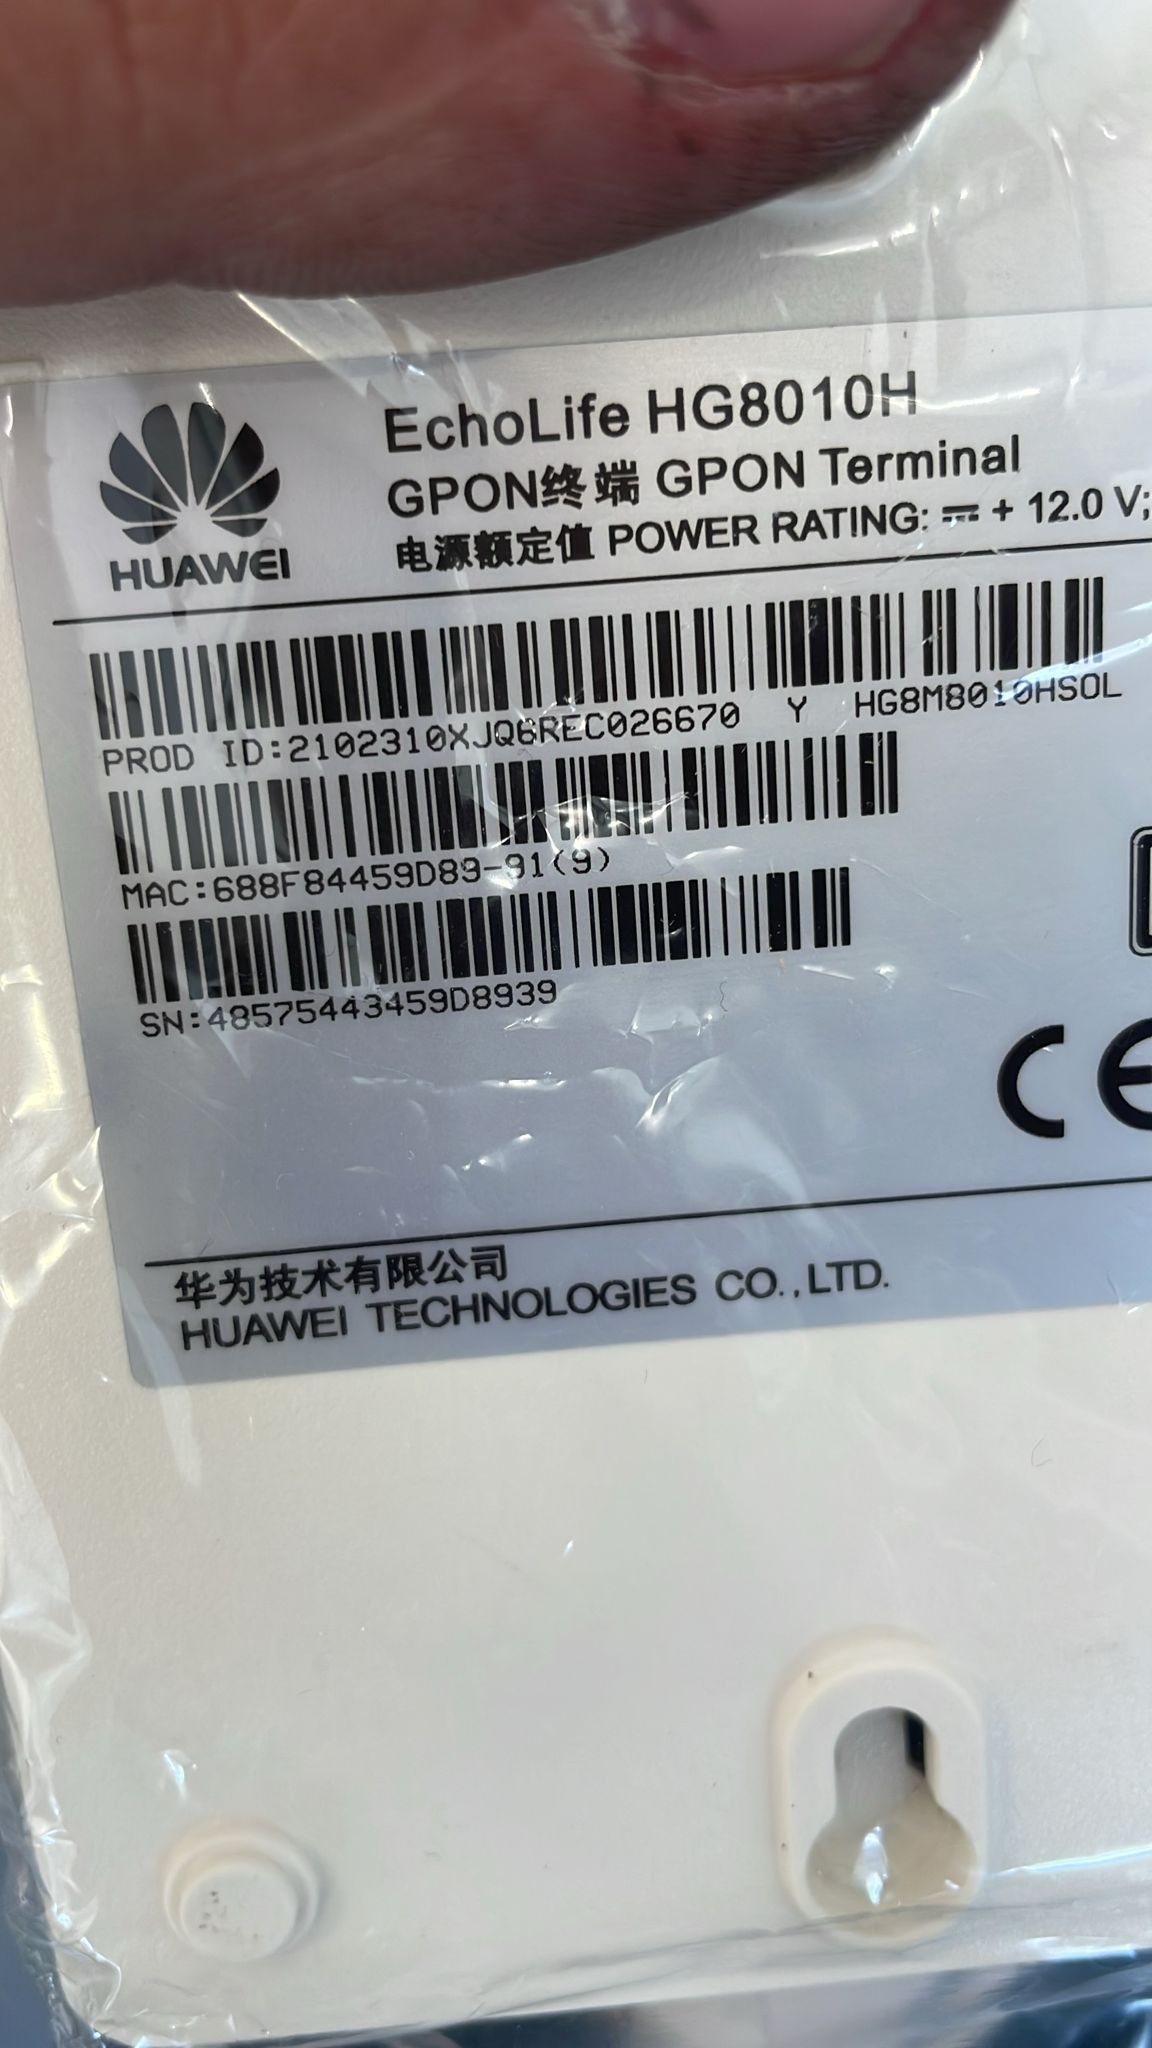 HUAWEI
EchoLife HG8010H
GPON终端 GPON Terminal
电源额定值 POWER RATING: ⎓ + 12.0 V;
PROD ID:2102310XJQGREC026670 Y HG8M8010HSOL
MAC:688F84459D89-91(9)
SN:48575443459D8939
CE
华为技术有限公司
HUAWEI TECHNOLOGIES CO.,LTD.